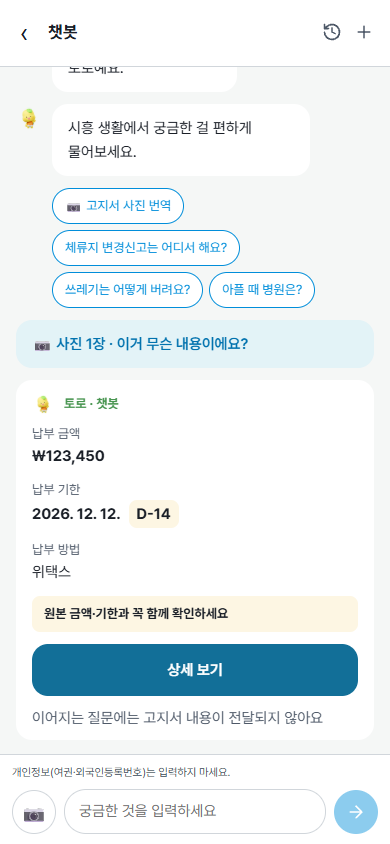 챗봇
토로예요.
시흥 생활에서 궁금한 걸 편하게
물어보세요.
고지서 사진 번역
체류지 변경신고는 어디서 해요?
쓰레기는 어떻게 버려요?
아플 때 병원은?
사진 1장 · 이거 무슨 내용이에요?
토로 · 챗봇
납부 금액
₩123,450
납부 기한
2026. 12. 12. D-14
납부 방법
위택스
원본 금액·기한과 꼭 함께 확인하세요
상세 보기
이어지는 질문에는 고지서 내용이 전달되지 않아요
개인정보(여권·외국인등록번호)는 입력하지 마세요.
궁금한 것을 입력하세요